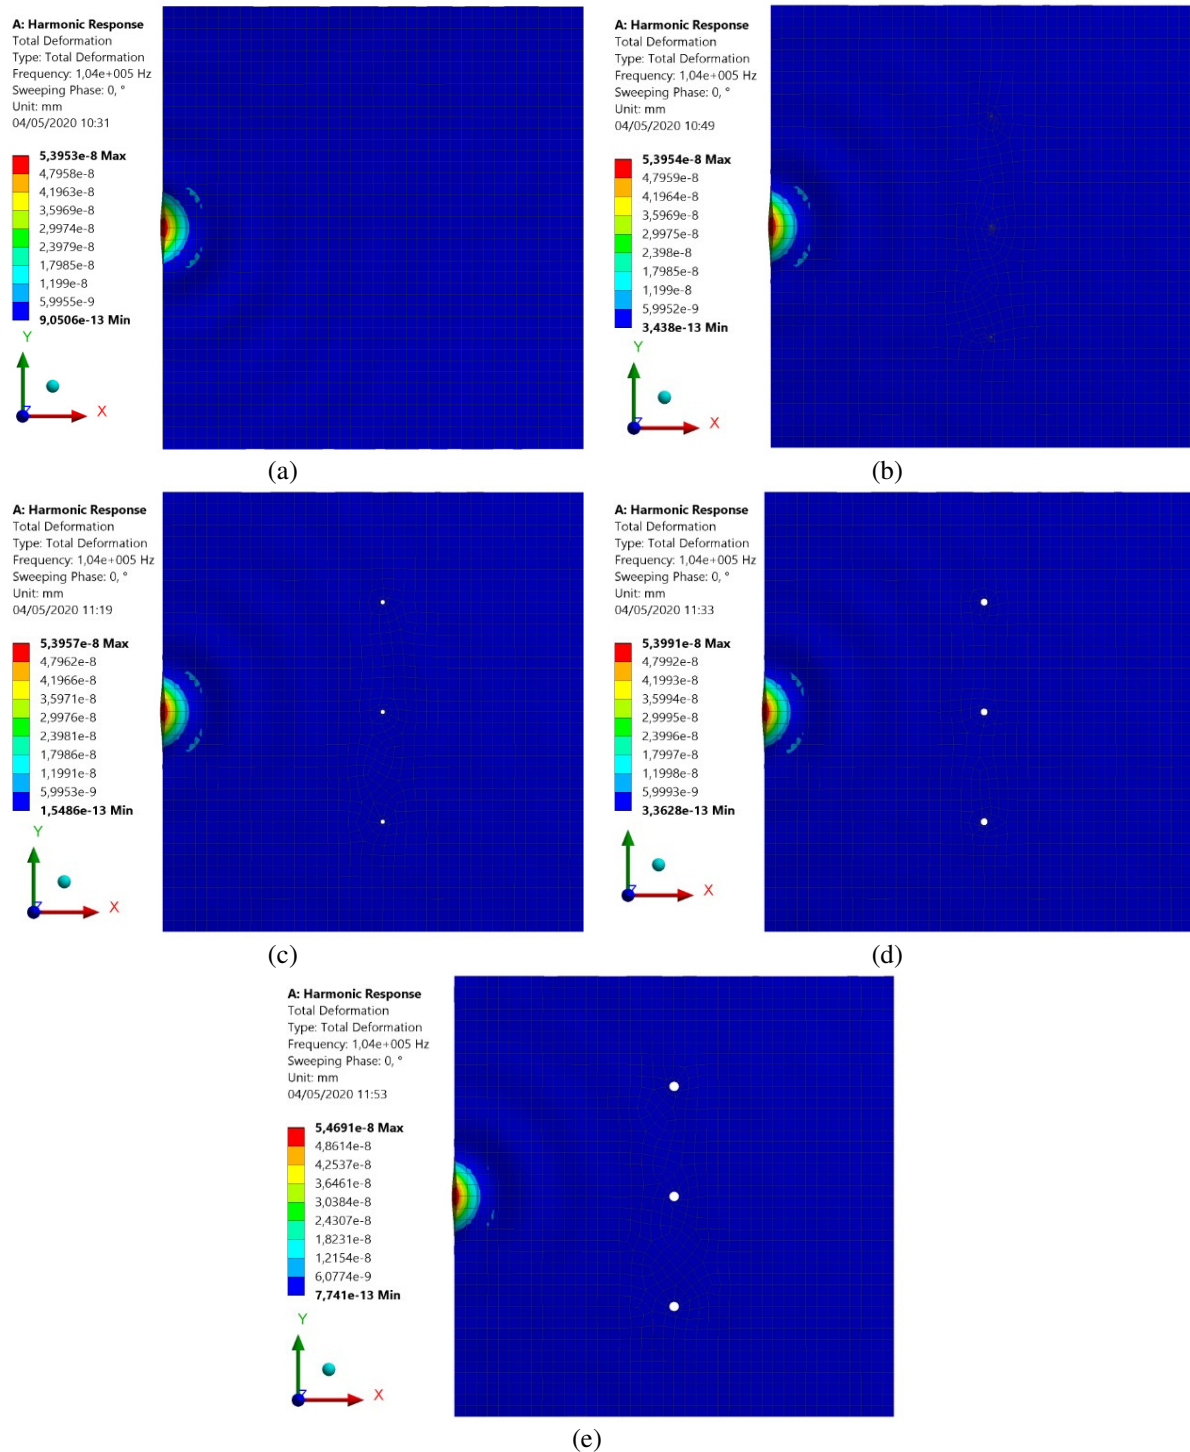 A: Harmonic Response
Total Deformation
Type: Total Deformation
Frequency: 1,04e+005 Hz
Sweeping Phase: 0, °
Unit: mm
04/05/2020 10:31
5,3953e-8 Max
4,7958e-8
4,1963e-8
3,5969e-8
2,9974e-8
2,3979e-8
1,7985e-8
1,199e-8
5,9955e-9
9,0506e-13 Min
Y
Z
X
(a)
A: Harmonic Response
Total Deformation
Type: Total Deformation
Frequency: 1,04e+005 Hz
Sweeping Phase: 0, °
Unit: mm
04/05/2020 10:49
5,3954e-8 Max
4,7959e-8
4,1964e-8
3,5969e-8
2,9975e-8
2,398e-8
1,7985e-8
1,199e-8
5,9952e-9
3,438e-13 Min
Y
Z
X
(b)
A: Harmonic Response
Total Deformation
Type: Total Deformation
Frequency: 1,04e+005 Hz
Sweeping Phase: 0, °
Unit: mm
04/05/2020 11:19
5,3957e-8 Max
4,7962e-8
4,1966e-8
3,5971e-8
2,9976e-8
2,3981e-8
1,7986e-8
1,1991e-8
5,9953e-9
1,5486e-13 Min
Y
Z
X
(c)
A: Harmonic Response
Total Deformation
Type: Total Deformation
Frequency: 1,04e+005 Hz
Sweeping Phase: 0, °
Unit: mm
04/05/2020 11:33
5,3991e-8 Max
4,7992e-8
4,1993e-8
3,5994e-8
2,9995e-8
2,3996e-8
1,7997e-8
1,1998e-8
5,9993e-9
3,3628e-13 Min
Z
X
(d)
A: Harmonic Response
Total Deformation
Type: Total Deformation
Frequency: 1,04e+005 Hz
Sweeping Phase: 0, °
Unit: mm
04/05/2020 11:53
5,4691e-8 Max
4,8614e-8
4,2537e-8
3,6461e-8
3,0384e-8
2,4307e-8
1,8231e-8
1,2154e-8
6,0774e-9
7,741e-13 Min
Y
Z
X
(e)